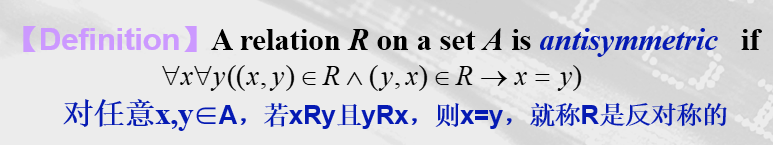 【Definition】A relation R on a set A is antisymmetric if
∀x∀y((x,y)∈R∧(y,x)∈R→x=y)
对任意x,y∈A，若xRy且yRx，则x=y，就称R是反对称的